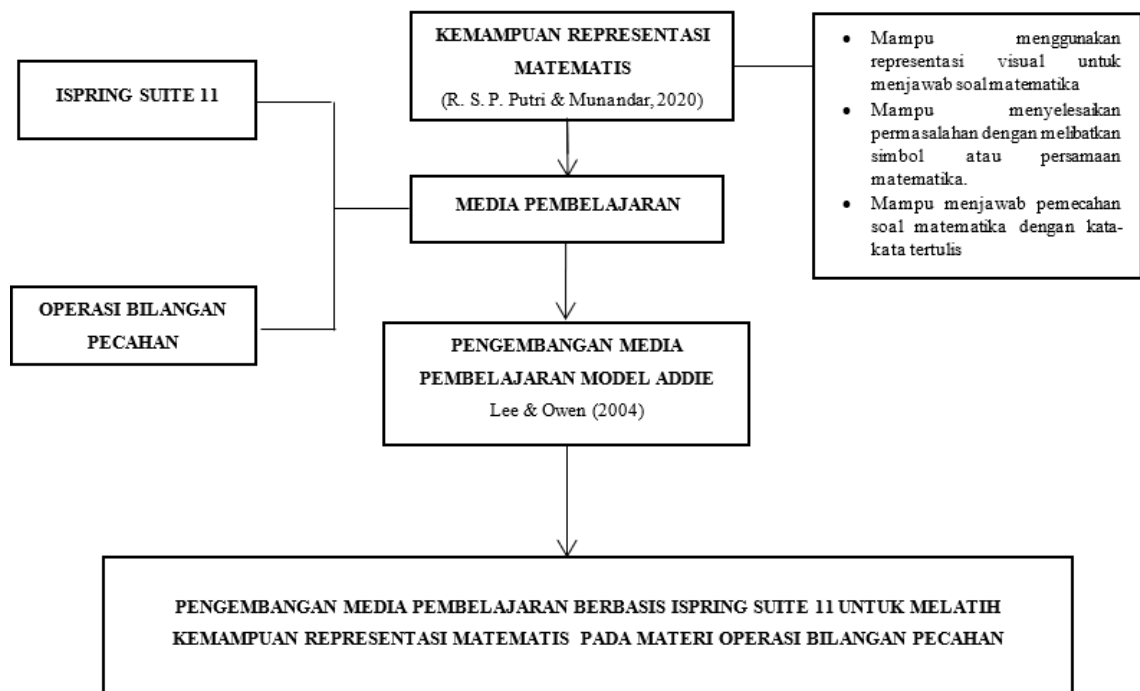 KEMAMPUAN REPRESENTASI
MATEMATIS
(R. S. P. Putri & Munandar, 2020)
• Mampu menggunakan
representasi visual untuk
menjawab soal matematika
• Mampu menyelesaikan
permasalahan dengan melibatkan
simbol atau persamaan
matematika.
• Mampu menjawab pemecahan
soal matematika dengan kata-
kata tertulis
ISPRING SUITE 11
MEDIA PEMBELAJARAN
OPERASI BILANGAN
PECAHAN
PENGEMBANGAN MEDIA
PEMBELAJARAN MODEL ADDIE
Lee & Owen (2004)
PENGEMBANGAN MEDIA PEMBELAJARAN BERBASIS ISPRING SUITE 11 UNTUK MELATIH
KEMAMPUAN REPRESENTASI MATEMATIS PADA MATERI OPERASI BILANGAN PECAHAN